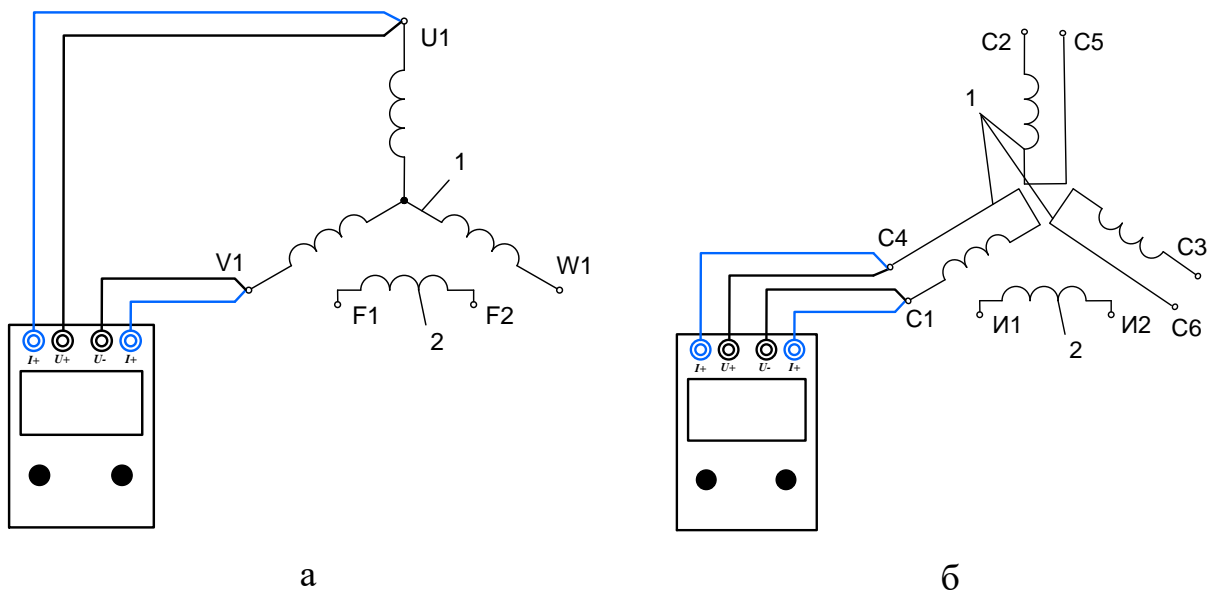 U1
1
V1
W1
F1
F2
2
I+ U+ U- I+
а
C2
C5
1
C4
C3
C1
И1
И2
C6
2
I+ U+ U- I+
б